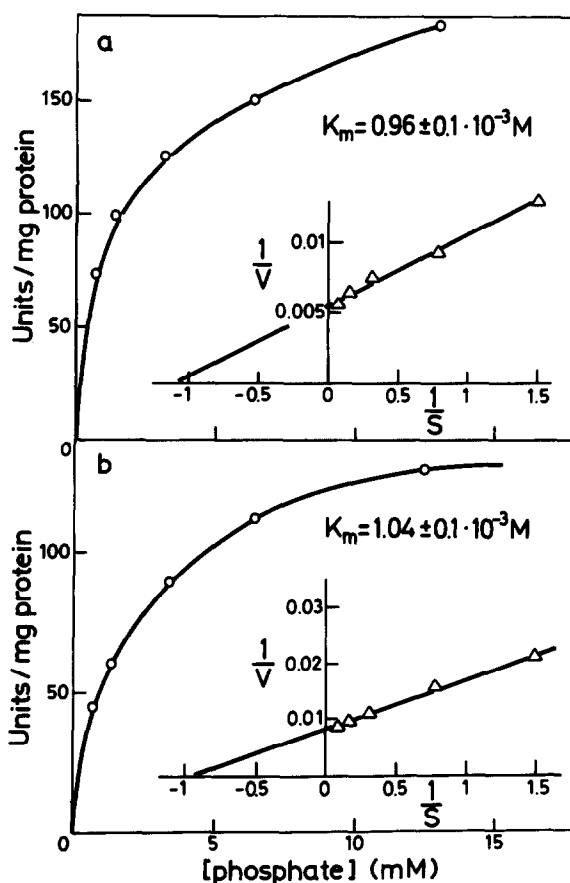 a
150
100
50
0
Units/mg protein
Kₘ=0.96±0.1·10⁻³M
1
V
0.01
0.005
-1 -0.5 0 0.5 1 1.5
1
S
b
100
50
0
Units/mg protein
Kₘ=1.04±0.1·10⁻³M
1
V
0.03
0.02
0.01
-1 -0.5 0 0.5 1 1.5
1
S
5 10 15
[phosphate] (mM)